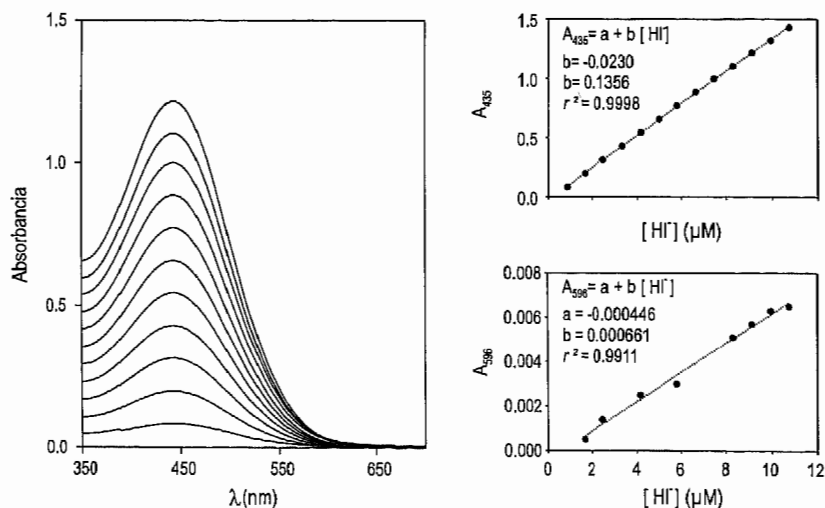 1.5
1.0
0.5
0.0
Absorbancia
350
450
550
650
λ(nm)
1.5
1.0
0.5
0.0
A435
A435= a + b [ HI-]
b= -0.0230
b= 0.1356
r ²= 0.9998
[ HI-] (µM)
0.008
0.006
0.004
0.002
0.000
A596
A596= a + b [ HI-]
a = -0.000446
b = 0.000661
r ²= 0.9911
0
2
4
6
8
10
12
[ HI-] (µM)